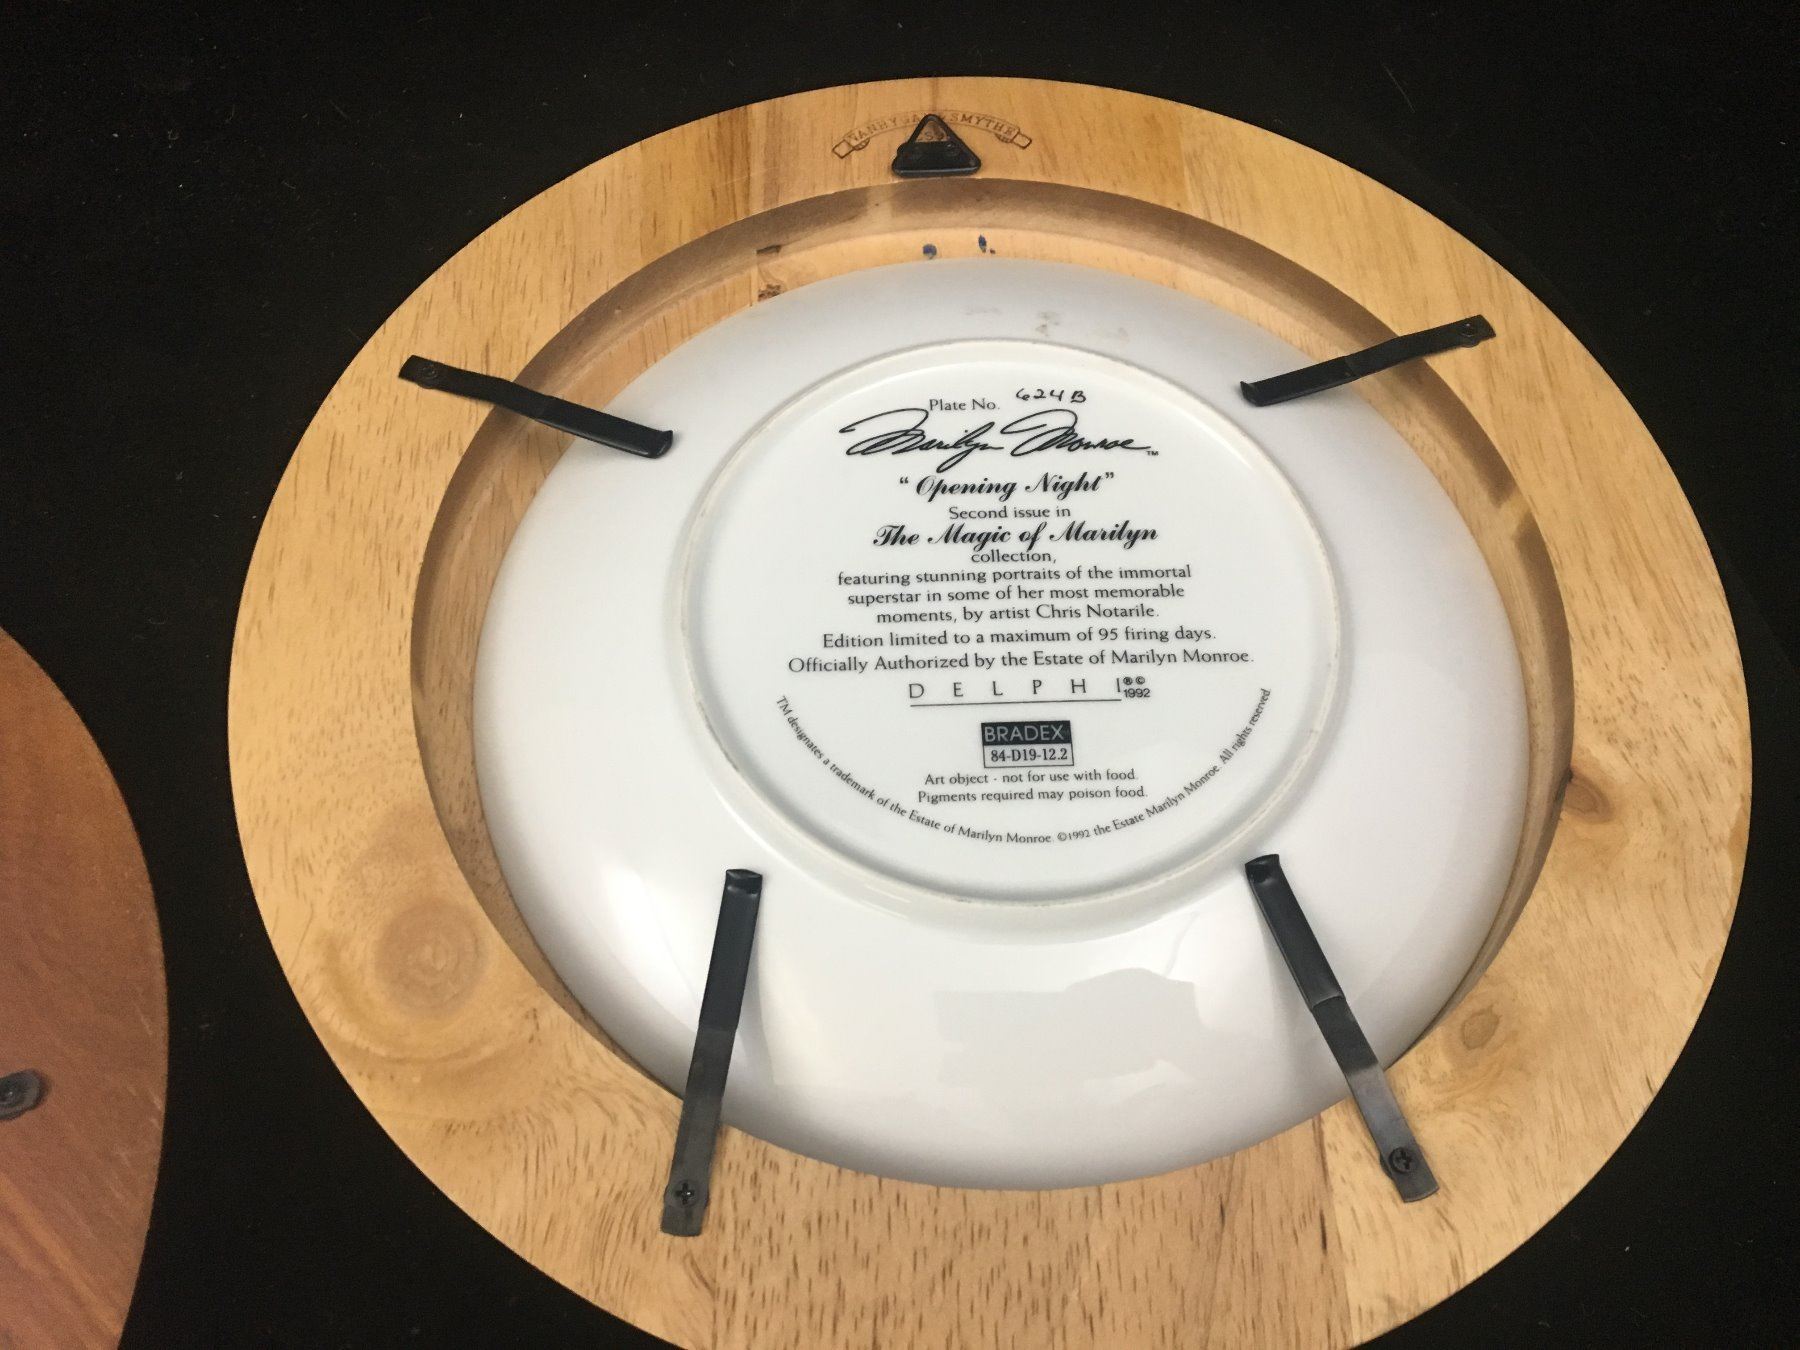 SMYTHE
Plate No. 624B
Marilyn Monroe™
"Opening Night"
Second issue in
The Magic of Marilyn
collection,
featuring stunning portraits of the immortal
superstar in some of her most memorable
moments, by artist Chris Notarile.
Edition limited to a maximum of 95 firing days.
Officially Authorized by the Estate of Marilyn Monroe.
DELPHI®©
1992
BRADEX
84-D19-12.2
Art object - not for use with food.
Pigments required may poison food.
TM designates a trademark of the Estate of Marilyn Monroe. ©1992 the Estate Marilyn Monroe. All rights reserved.